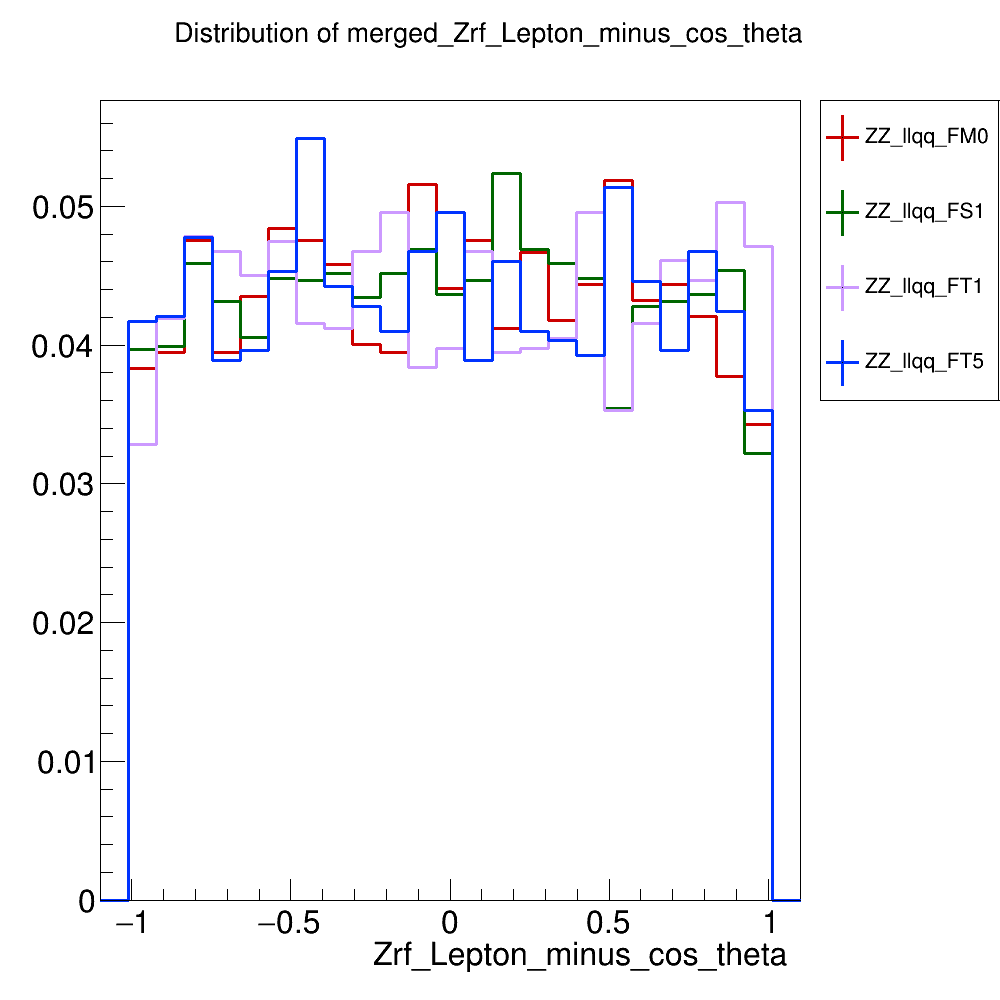 Distribution of merged_Zrf_Lepton_minus_cos_theta
ZZ_llqq_FM0
ZZ_llqq_FS1
ZZ_llqq_FT1
ZZ_llqq_FT5
0.05
0.04
0.03
0.02
0.01
0
−1 −0.5 0 0.5 1
Zrf_Lepton_minus_cos_theta